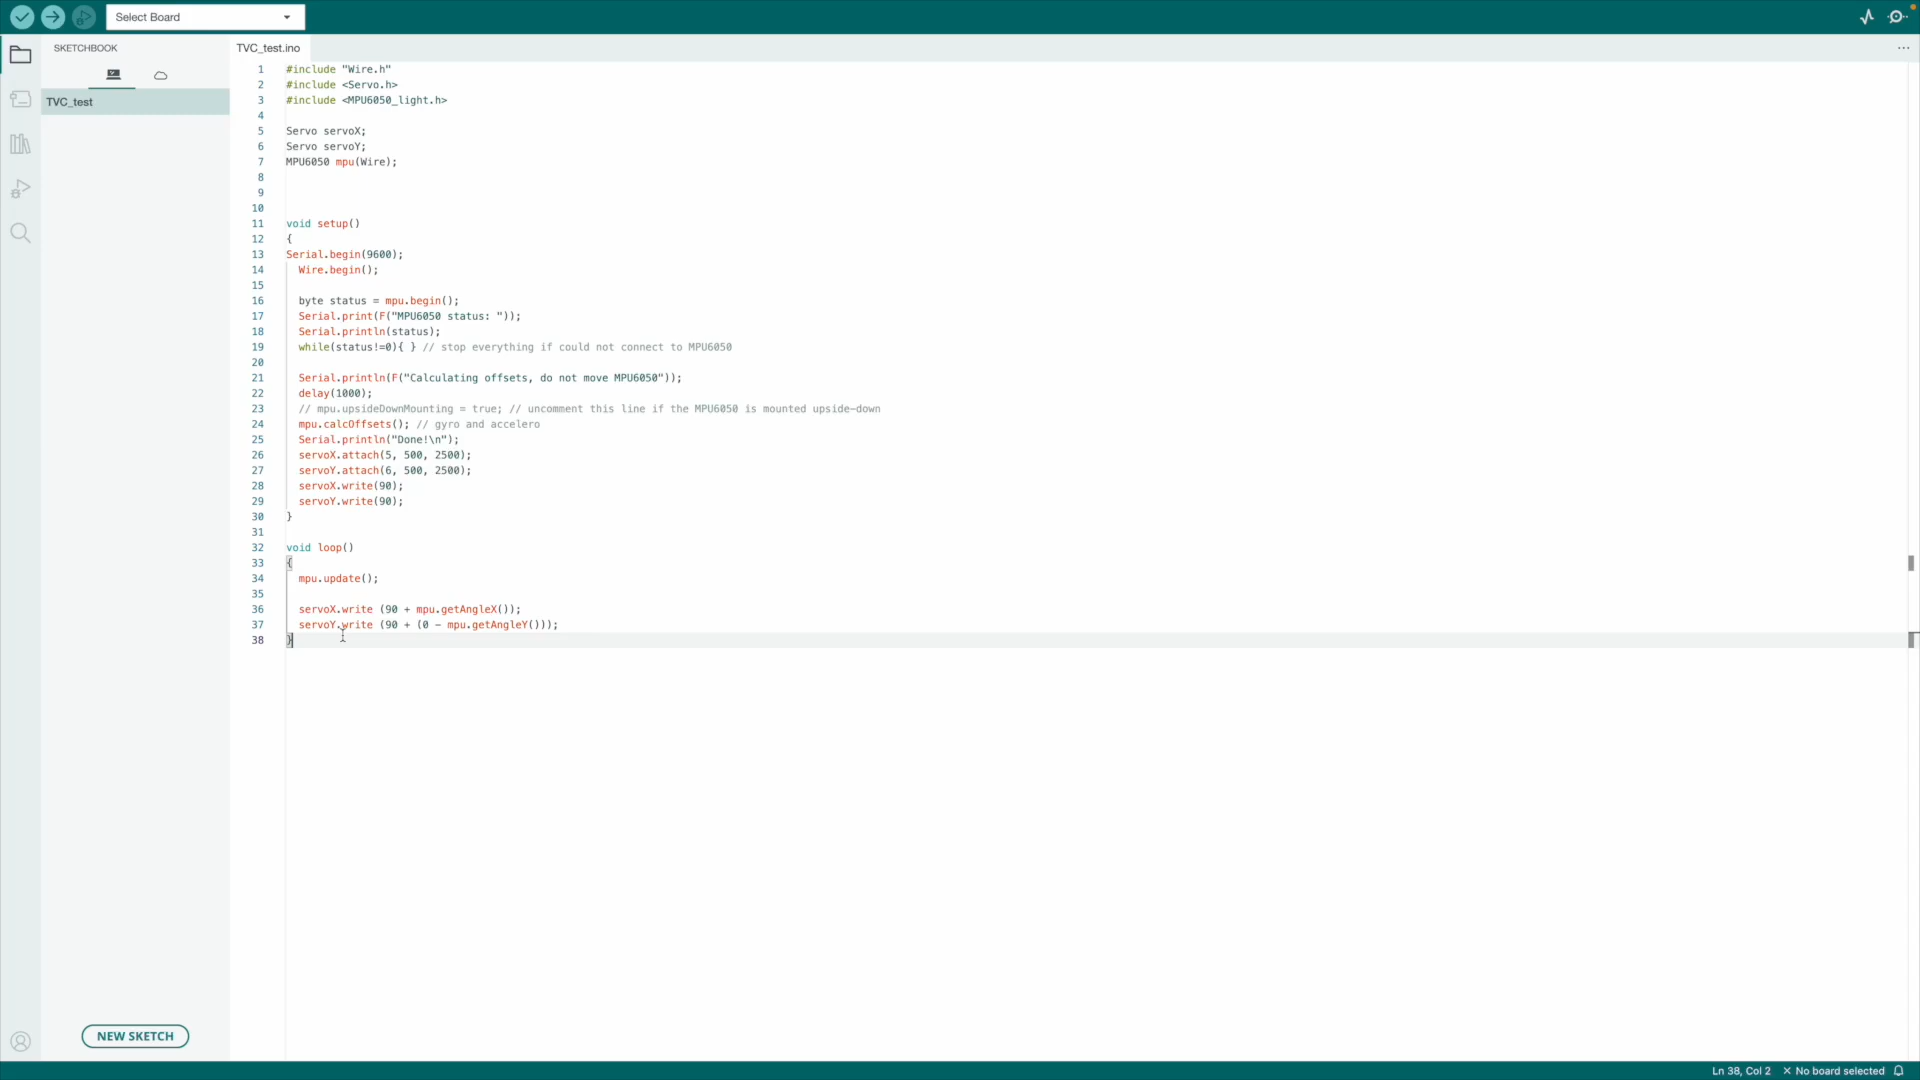 Select Board
SKETCHBOOK
TVC_test
NEW SKETCH
TVC_test.ino
1 #include "Wire.h"
2 #include <Servo.h>
3 #include <MPU6050_light.h>
4
5 Servo servoX;
6 Servo servoY;
7 MPU6050 mpu(Wire);
8
9
10
11 void setup()
12 {
13 Serial.begin(9600);
14 Wire.begin();
15
16 byte status = mpu.begin();
17 Serial.print(F("MPU6050 status: "));
18 Serial.println(status);
19 while(status!=0){ } // stop everything if could not connect to MPU6050
20
21 Serial.println(F("Calculating offsets, do not move MPU6050"));
22 delay(1000);
23 // mpu.upsideDownMounting = true; // uncomment this line if the MPU6050 is mounted upside-down
24 mpu.calcOffsets(); // gyro and accelero
25 Serial.println("Done!\n");
26 servoX.attach(5, 500, 2500);
27 servoY.attach(6, 500, 2500);
28 servoX.write(90);
29 servoY.write(90);
30 }
31
32 void loop()
33 {
34 mpu.update();
35
36 servoX.write (90 + mpu.getAngleX());
37 servoY.write (90 + (0 - mpu.getAngleY()));
38 }
Ln 38, Col 2 × No board selected